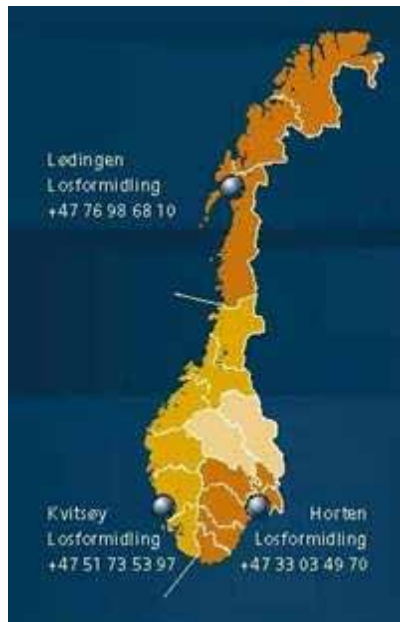 Lødingen
Losformidling
+47 76 98 68 10
Kvitsøy
Losformidling
+47 51 73 53 97
Horten
Losformidling
+47 33 03 49 70